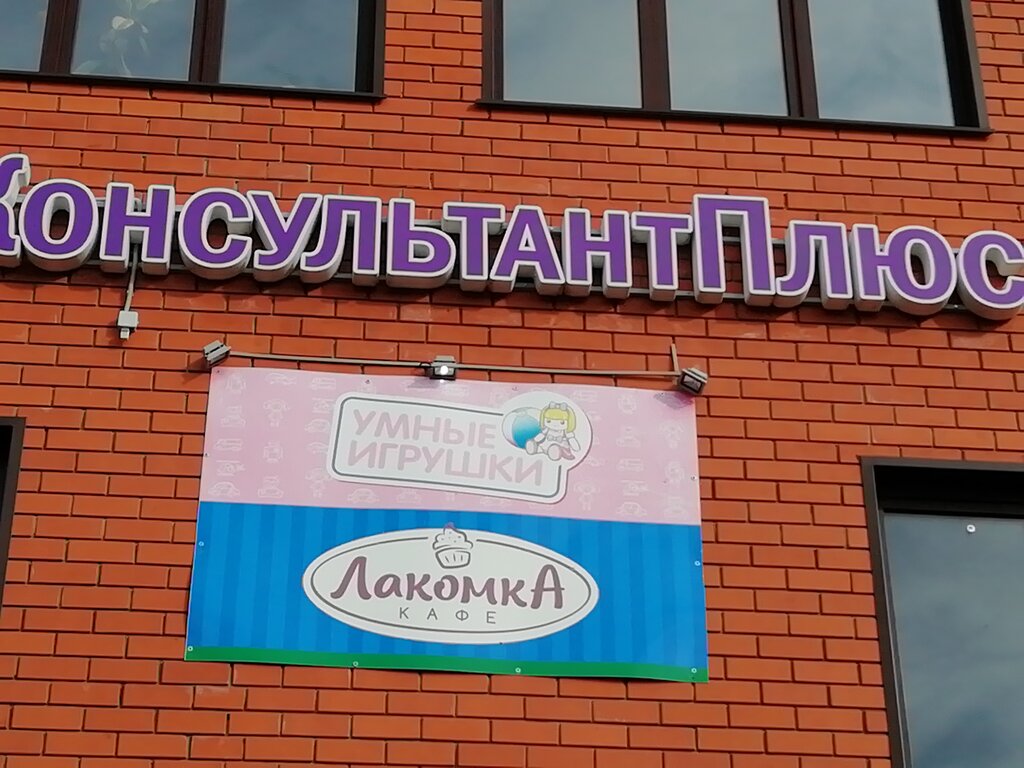 КонсультантПлюс
УМНЫЕ
ИГРУШКИ
ЛакомкА
КАФЕ